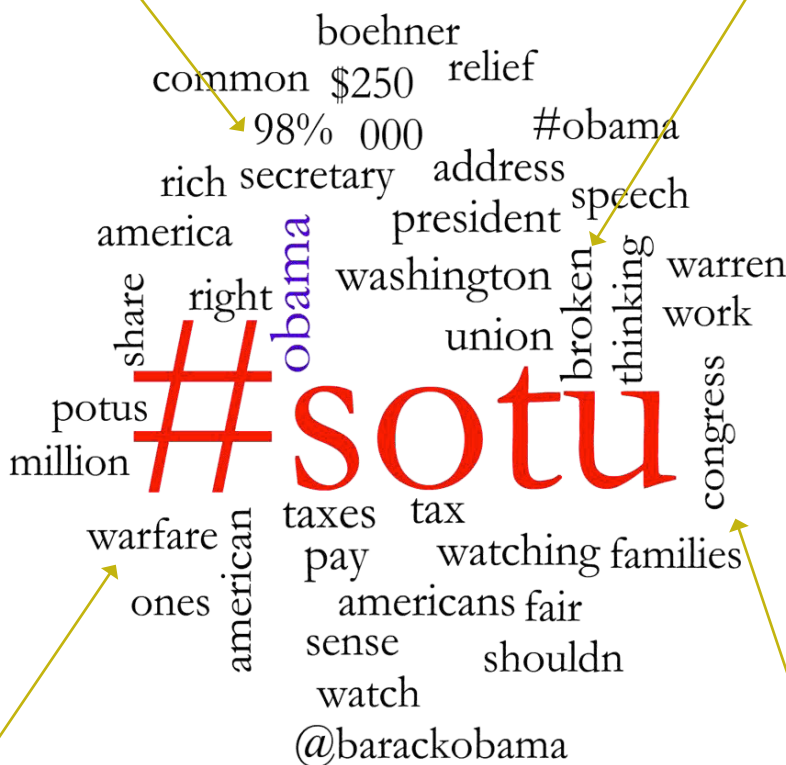 boehner
common $250 relief
98% 000 #obama
rich secretary address
speech
america president
obama
washington
broken
thinking
warren
share
right
work
union
#sotu
potus
congress
million
taxes tax
warfare
american
pay
watching families
ones
americans fair
sense
shouldn
watch
@barackobama